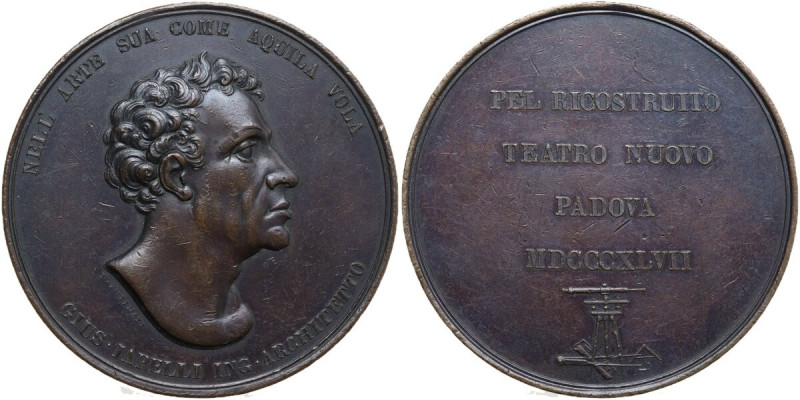 NELL' ARTE SUA COME AQUILA VOLA
GIUS. JAPELLI ING. ARCHITETTO
PEL RICOSTRUITO
TEATRO NUOVO
PADOVA
MDCCCXLVII